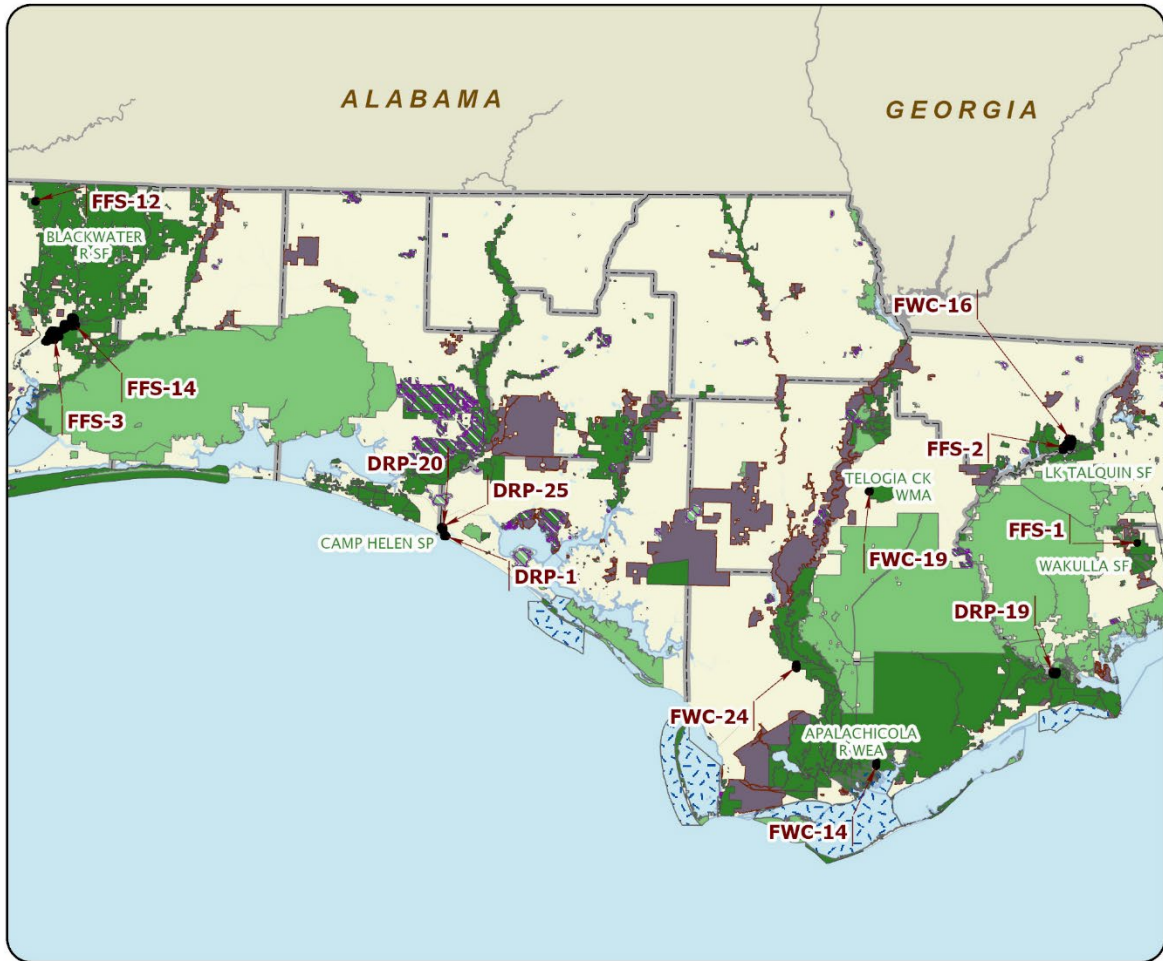 ALABAMA
GEORGIA
FFS-12
BLACKWATER
R SF
FWC-16
FFS-14
FFS-3
FFS-2
DRP-20
LK TALQUIN SF
DRP-25
TELOGIA CK
WMA
FFS-1
CAMP HELEN SP
FWC-19
WAKULLA SF
DRP-1
DRP-19
FWC-24
APALACHICOLA
R WEA
FWC-14